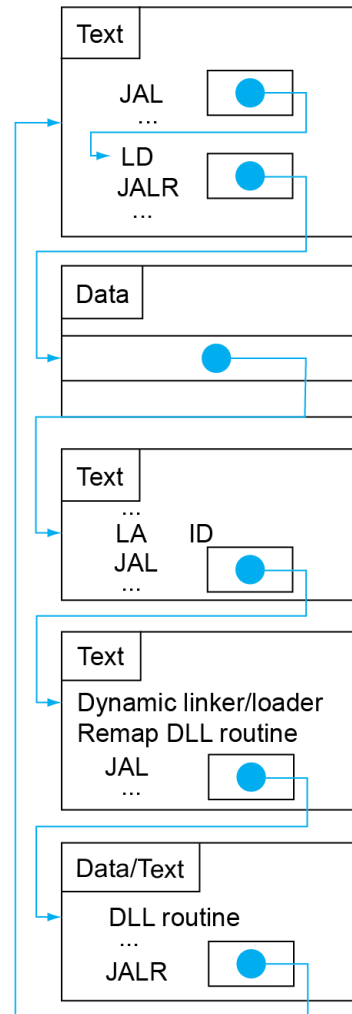 Text
JAL
...
LD
JALR
...
Data
Text
...
LA ID
JAL
...
Text
Dynamic linker/loader
Remap DLL routine
JAL
...
Data/Text
DLL routine
...
JALR